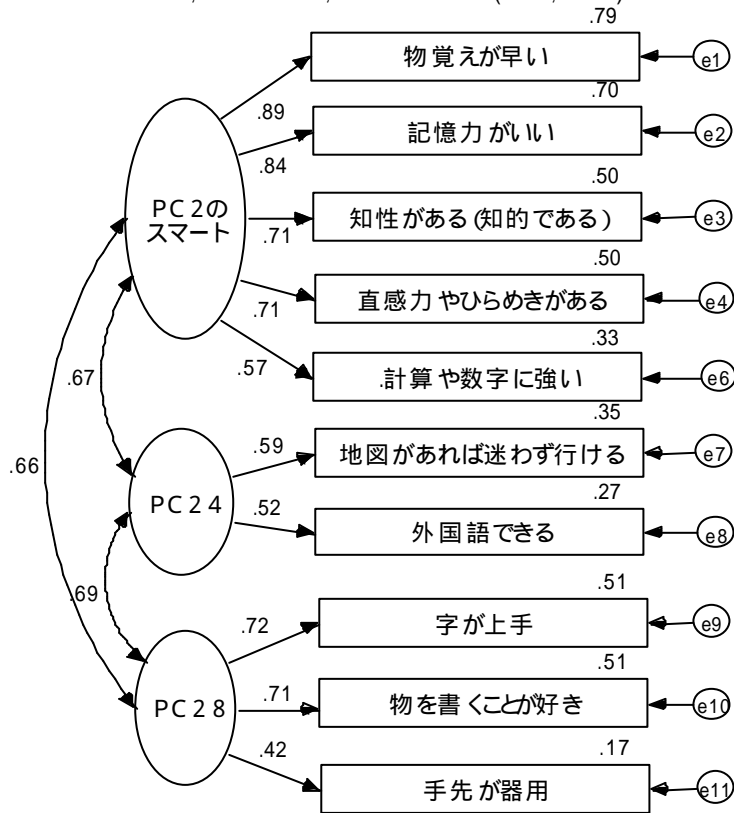 .79
物覚えが早い
e1
.89
.70
記憶力がいい
e2
.84
.50
PC2の
スマート
知性がある(知的である)
e3
.71
.50
直感力やひらめきがある
e4
.71
.33
.計算や数字に強い
e6
.57
.67
.35
地図があれば迷わず行ける
e7
.59
.66
PC24
.27
外国語できる
e8
.52
.69
.51
字が上手
e9
.72
.51
PC28
物を書くことが好き
e10
.71
.17
手先が器用
e11
.42